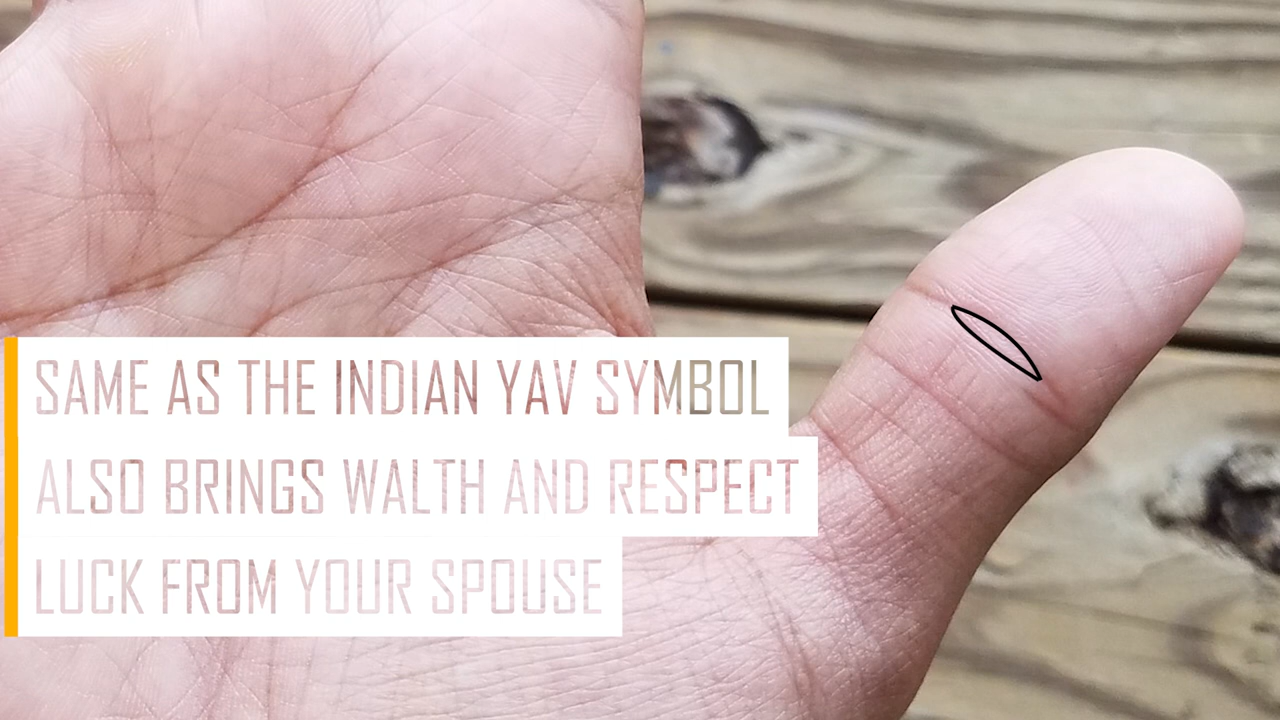 SAME AS THE INDIAN YAV SYMBOL
ALSO BRINGS WALTH AND RESPECT
LUCK FROM YOUR SPOUSE